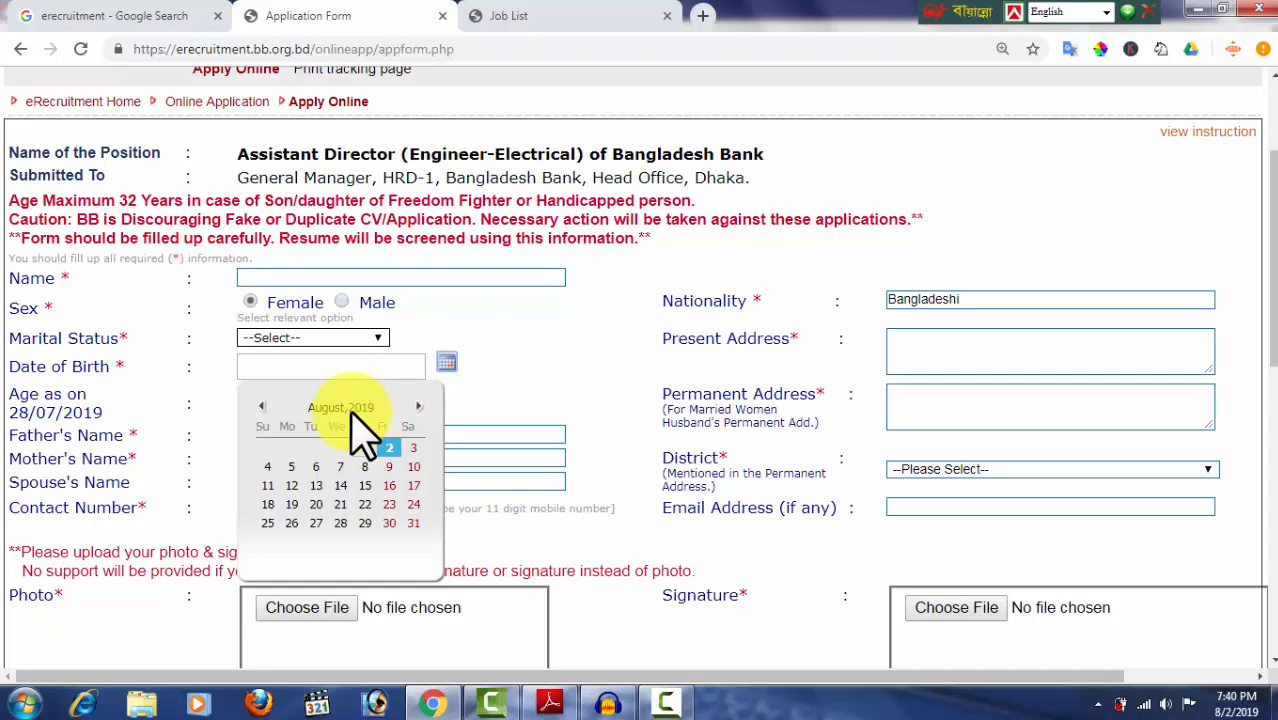 erecruitment - Google Search
Application Form
Job List
বায়ান্নো
English
https://erecruitment.bb.org.bd/onlineapp/appform.php
Apply Online Print tracking page
eRecruitment Home Online Application Apply Online
view instruction
Name of the Position : Assistant Director (Engineer-Electrical) of Bangladesh Bank
Submitted To : General Manager, HRD-1, Bangladesh Bank, Head Office, Dhaka.
Age Maximum 32 Years in case of Son/daughter of Freedom Fighter or Handicapped person.
Caution: BB is Discouraging Fake or Duplicate CV/Application. Necessary action will be taken against these applications.**
**Form should be filled up carefully. Resume will be screened using this information.**
You should fill up all required (*) information.
Name * :
Sex * : Female Male
Select relevant option
Nationality * : Bangladeshi
Marital Status* : --Select--
Present Address* :
Date of Birth * :
Age as on
28/07/2019 :
August,2019
Su Mo Tu We Fr Sa
2 3
4 5 6 7 8 9 10
11 12 13 14 15 16 17
18 19 20 21 22 23 24
25 26 27 28 29 30 31
Permanent Address* :
(For Married Women
Husband's Permanent Add.)
Father's Name* :
Mother's Name* :
Spouse's Name :
District* : --Please Select--
(Mentioned in the Permanent
Address.)
Contact Number* : be your 11 digit mobile number]
Email Address (if any) :
**Please upload your photo & sig
No support will be provided if y nature or signature instead of photo.
Photo* : Choose File No file chosen
Signature* : Choose File No file chosen
321
7:40 PM
8/2/2019